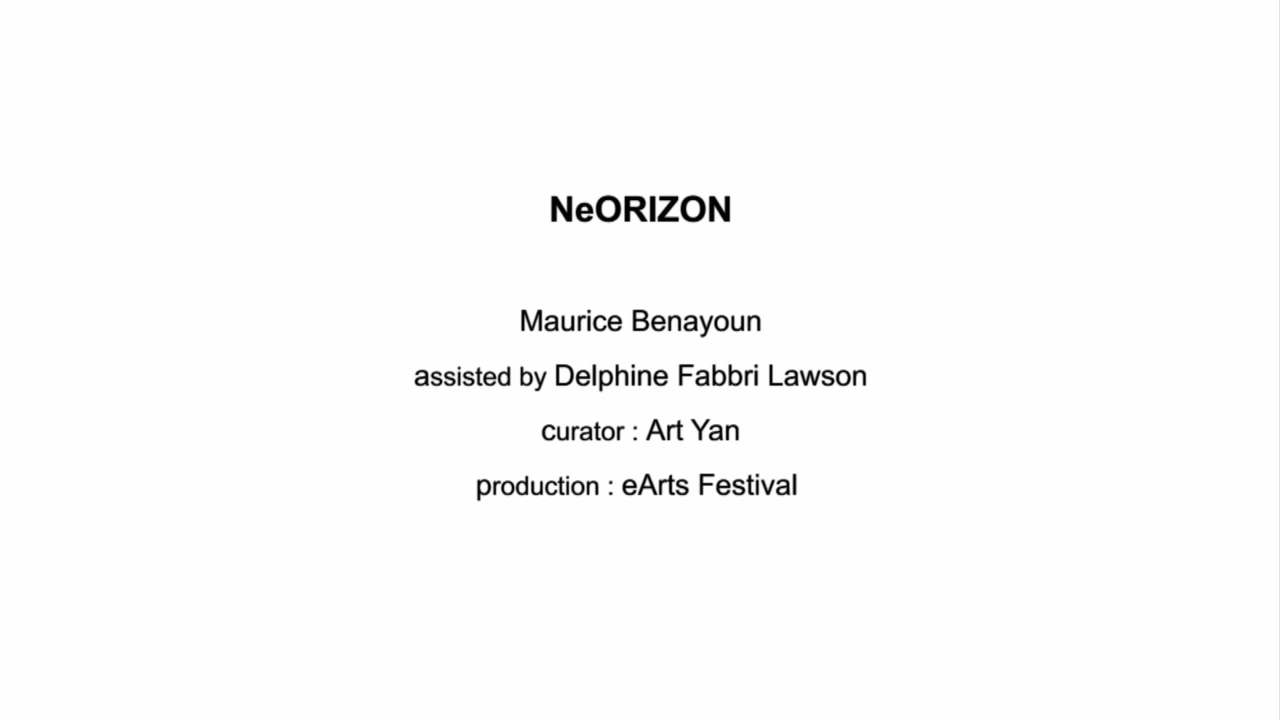 NeORIZON
Maurice Benayoun
assisted by Delphine Fabbri Lawson
curator : Art Yan
production : eArts Festival